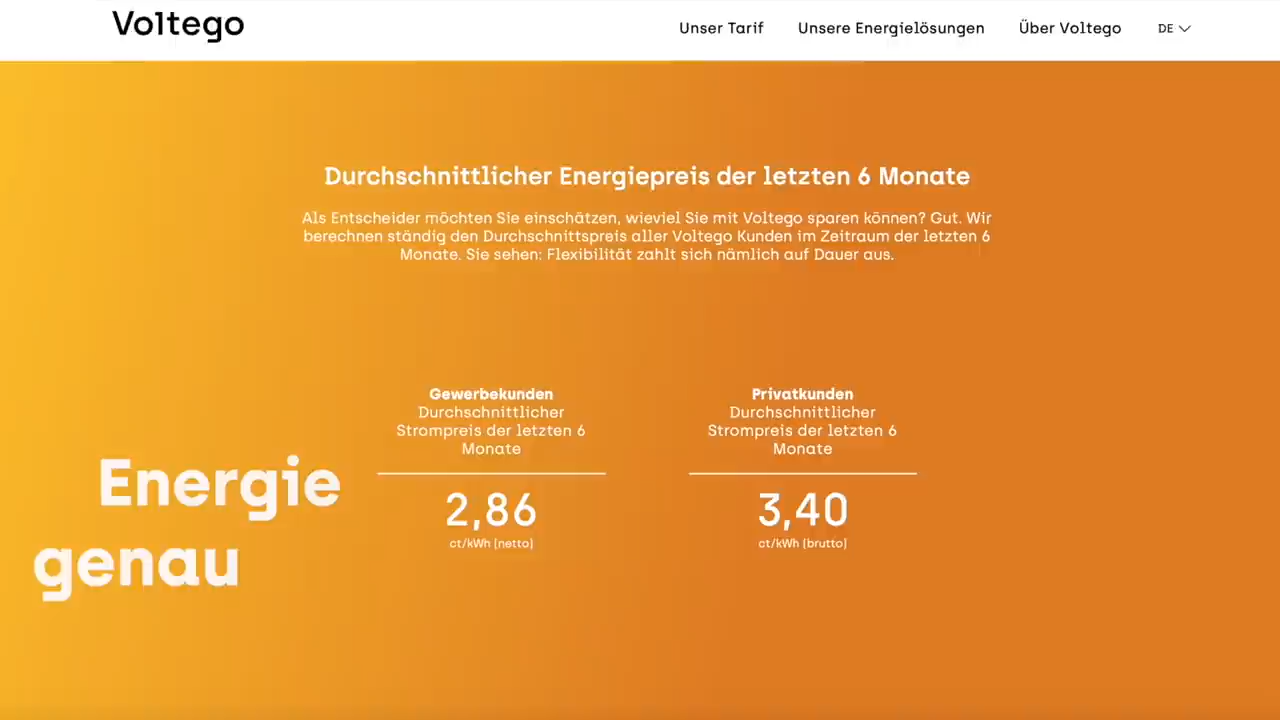 Voltego
Unser Tarif
Unsere Energielösungen
Über Voltego
DE
Durchschnittlicher Energiepreis der letzten 6 Monate
Als Entscheider möchten Sie einschätzen, wieviel Sie mit Voltego sparen können? Gut. Wir
berechnen ständig den Durchschnittspreis aller Voltego Kunden im Zeitraum der letzten 6
Monate. Sie sehen: Flexibilität zahlt sich nämlich auf Dauer aus.
Gewerbekunden
Durchschnittlicher
Strompreis der letzten 6
Monate
2,86
ct/kWh (netto)
Privatkunden
Durchschnittlicher
Strompreis der letzten 6
Monate
3,40
ct/kWh (brutto)
Energie
genau